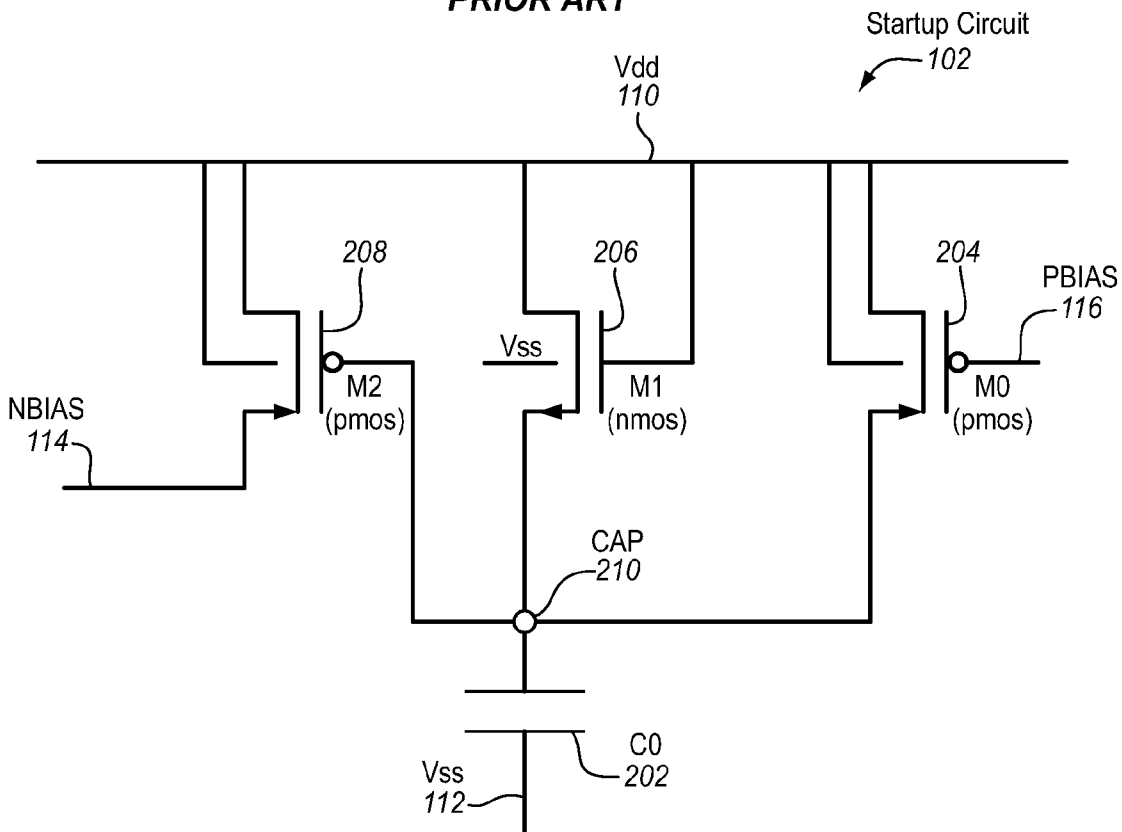 PRIOR ART
Startup Circuit
102
Vdd
110
208
206
204
PBIAS
116
Vss
M2
(pmos)
M1
(nmos)
M0
(pmos)
NBIAS
114
CAP
210
C0
202
Vss
112